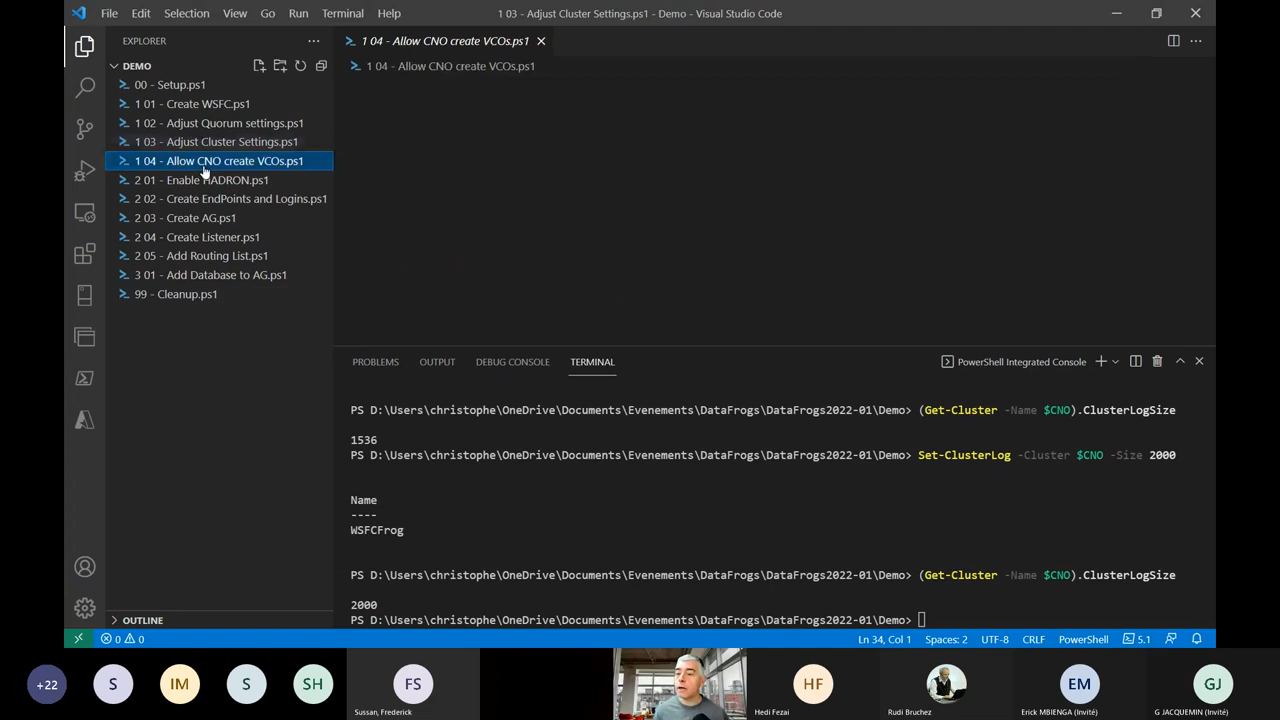 File Edit Selection View Go Run Terminal Help
1 03 - Adjust Cluster Settings.ps1 - Demo - Visual Studio Code
EXPLORER
1 04 - Allow CNO create VCOs.ps1
DEMO
1 04 - Allow CNO create VCOs.ps1
00 - Setup.ps1
1 01 - Create WSFC.ps1
1 02 - Adjust Quorum settings.ps1
1 03 - Adjust Cluster Settings.ps1
1 04 - Allow CNO create VCOs.ps1
2 01 - Enable HADRON.ps1
2 02 - Create EndPoints and Logins.ps1
2 03 - Create AG.ps1
2 04 - Create Listener.ps1
2 05 - Add Routing List.ps1
3 01 - Add Database to AG.ps1
99 - Cleanup.ps1
PROBLEMS OUTPUT DEBUG CONSOLE TERMINAL
PowerShell Integrated Console
PS D:\Users\christophe\OneDrive\Documents\Evenements\DataFrogs\DataFrogs2022-01\Demo> (Get-Cluster -Name $CNO).ClusterLogSize
1536
PS D:\Users\christophe\OneDrive\Documents\Evenements\DataFrogs\DataFrogs2022-01\Demo> Set-ClusterLog -Cluster $CNO -Size 2000
Name
----
WSFCFrog
PS D:\Users\christophe\OneDrive\Documents\Evenements\DataFrogs\DataFrogs2022-01\Demo> (Get-Cluster -Name $CNO).ClusterLogSize
2000
PS D:\Users\christophe\OneDrive\Documents\Evenements\DataFrogs\DataFrogs2022-01\Demo>
OUTLINE
0 0
Ln 34, Col 1 Spaces: 2 UTF-8 CRLF PowerShell 5.1
+22 S IM S SH FS HF EM GJ
Sussan, Frederick
Hedi Fezai
Rudi Bruchez
Erick MBIENGA (Invité)
G JACQUEMIN (Invité)